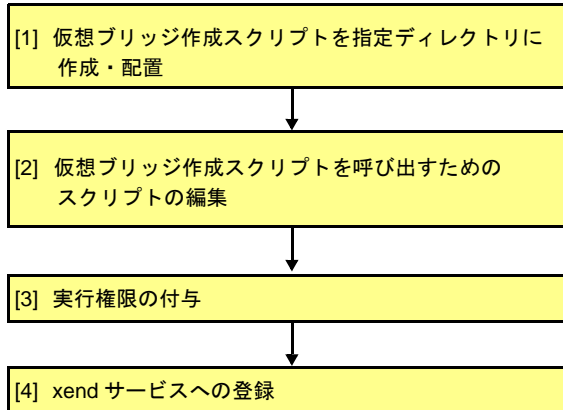 [1] 仮想ブリッジ作成スクリプトを指定ディレクトリに
作成・配置
[2] 仮想ブリッジ作成スクリプトを呼び出すための
スクリプトの編集
[3] 実行権限の付与
[4] xend サービスへの登録